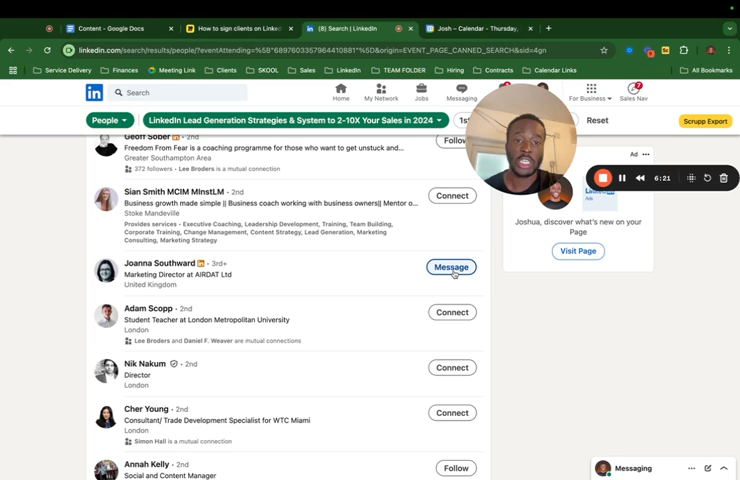 Content - Google Docs
How to sign clients on Linked
(8) Search | LinkedIn
Josh – Calendar - Thursday,
linkedin.com/search/results/people/?eventAttending=%5B"6897603357964410881"%5D&origin=EVENT_PAGE_CANNED_SEARCH&sid=4gn
Service Delivery
Finances
Meeting Link
Clients
SKOOL
Sales
LinkedIn
TEAM FOLDER
Hiring
Contracts
Calendar Links
All Bookmarks
Search
Home
My Network
Jobs
Messaging
For Business
Sales Nav
People
LinkedIn Lead Generation Strategies & System to 2-10X Your Sales in 2024
1st
Reset
Scrupp Export
Geoff Sober in • 2nd
Freedom From Fear is a coaching programme for those who want to get unstuck and...
Greater Southampton Area
372 followers • Lee Broders is a mutual connection
Follow
Ad
6:21
Sian Smith MCIM MInstLM • 2nd
Business growth made simple || Business coach working with business owners|| Mentor o...
Stoke Mandeville
Provides services - Executive Coaching, Leadership Development, Training, Team Building,
Corporate Training, Change Management, Content Strategy, Lead Generation, Marketing
Consulting, Marketing Strategy
Connect
Linked in
Ads
Joshua, discover what's new on your
Page
Visit Page
Joanna Southward in • 3rd+
Marketing Director at AIRDAT Ltd
United Kingdom
Message
Adam Scopp • 2nd
Student Teacher at London Metropolitan University
London
Lee Broders and Daniel F. Weaver are mutual connections
Connect
Nik Nakum • 2nd
Director
London
Connect
Cher Young • 2nd
Consultant/ Trade Development Specialist for WTC Miami
London
Simon Hall is a mutual connection
Connect
Annah Kelly • 2nd
Social and Content Manager
Follow
Messaging